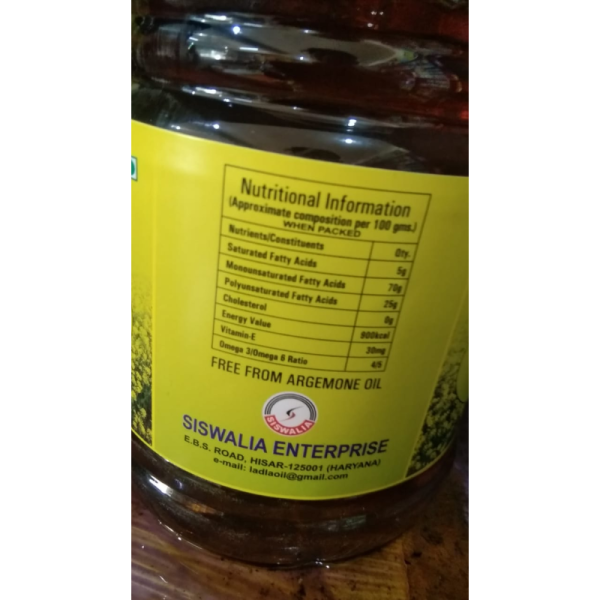 Nutritional Information
(Approximate composition per 100 gms.)
WHEN PACKED
Nutrients/Constituents Qty.
Saturated Fatty Acids 5g
Monounsaturated Fatty Acids 70g
Polyunsaturated Fatty Acids 25g
Cholesterol 0g
Energy Value 900kcal
Vitamin-E 30mg
Omega 3/Omega 6 Ratio 4/5
FREE FROM ARGEMONE OIL
SISWALIA
SISWALIA ENTERPRISE
E.B.S. ROAD, HISAR-125001 (HARYANA)
e-mail: ladlaoil@gmail.com